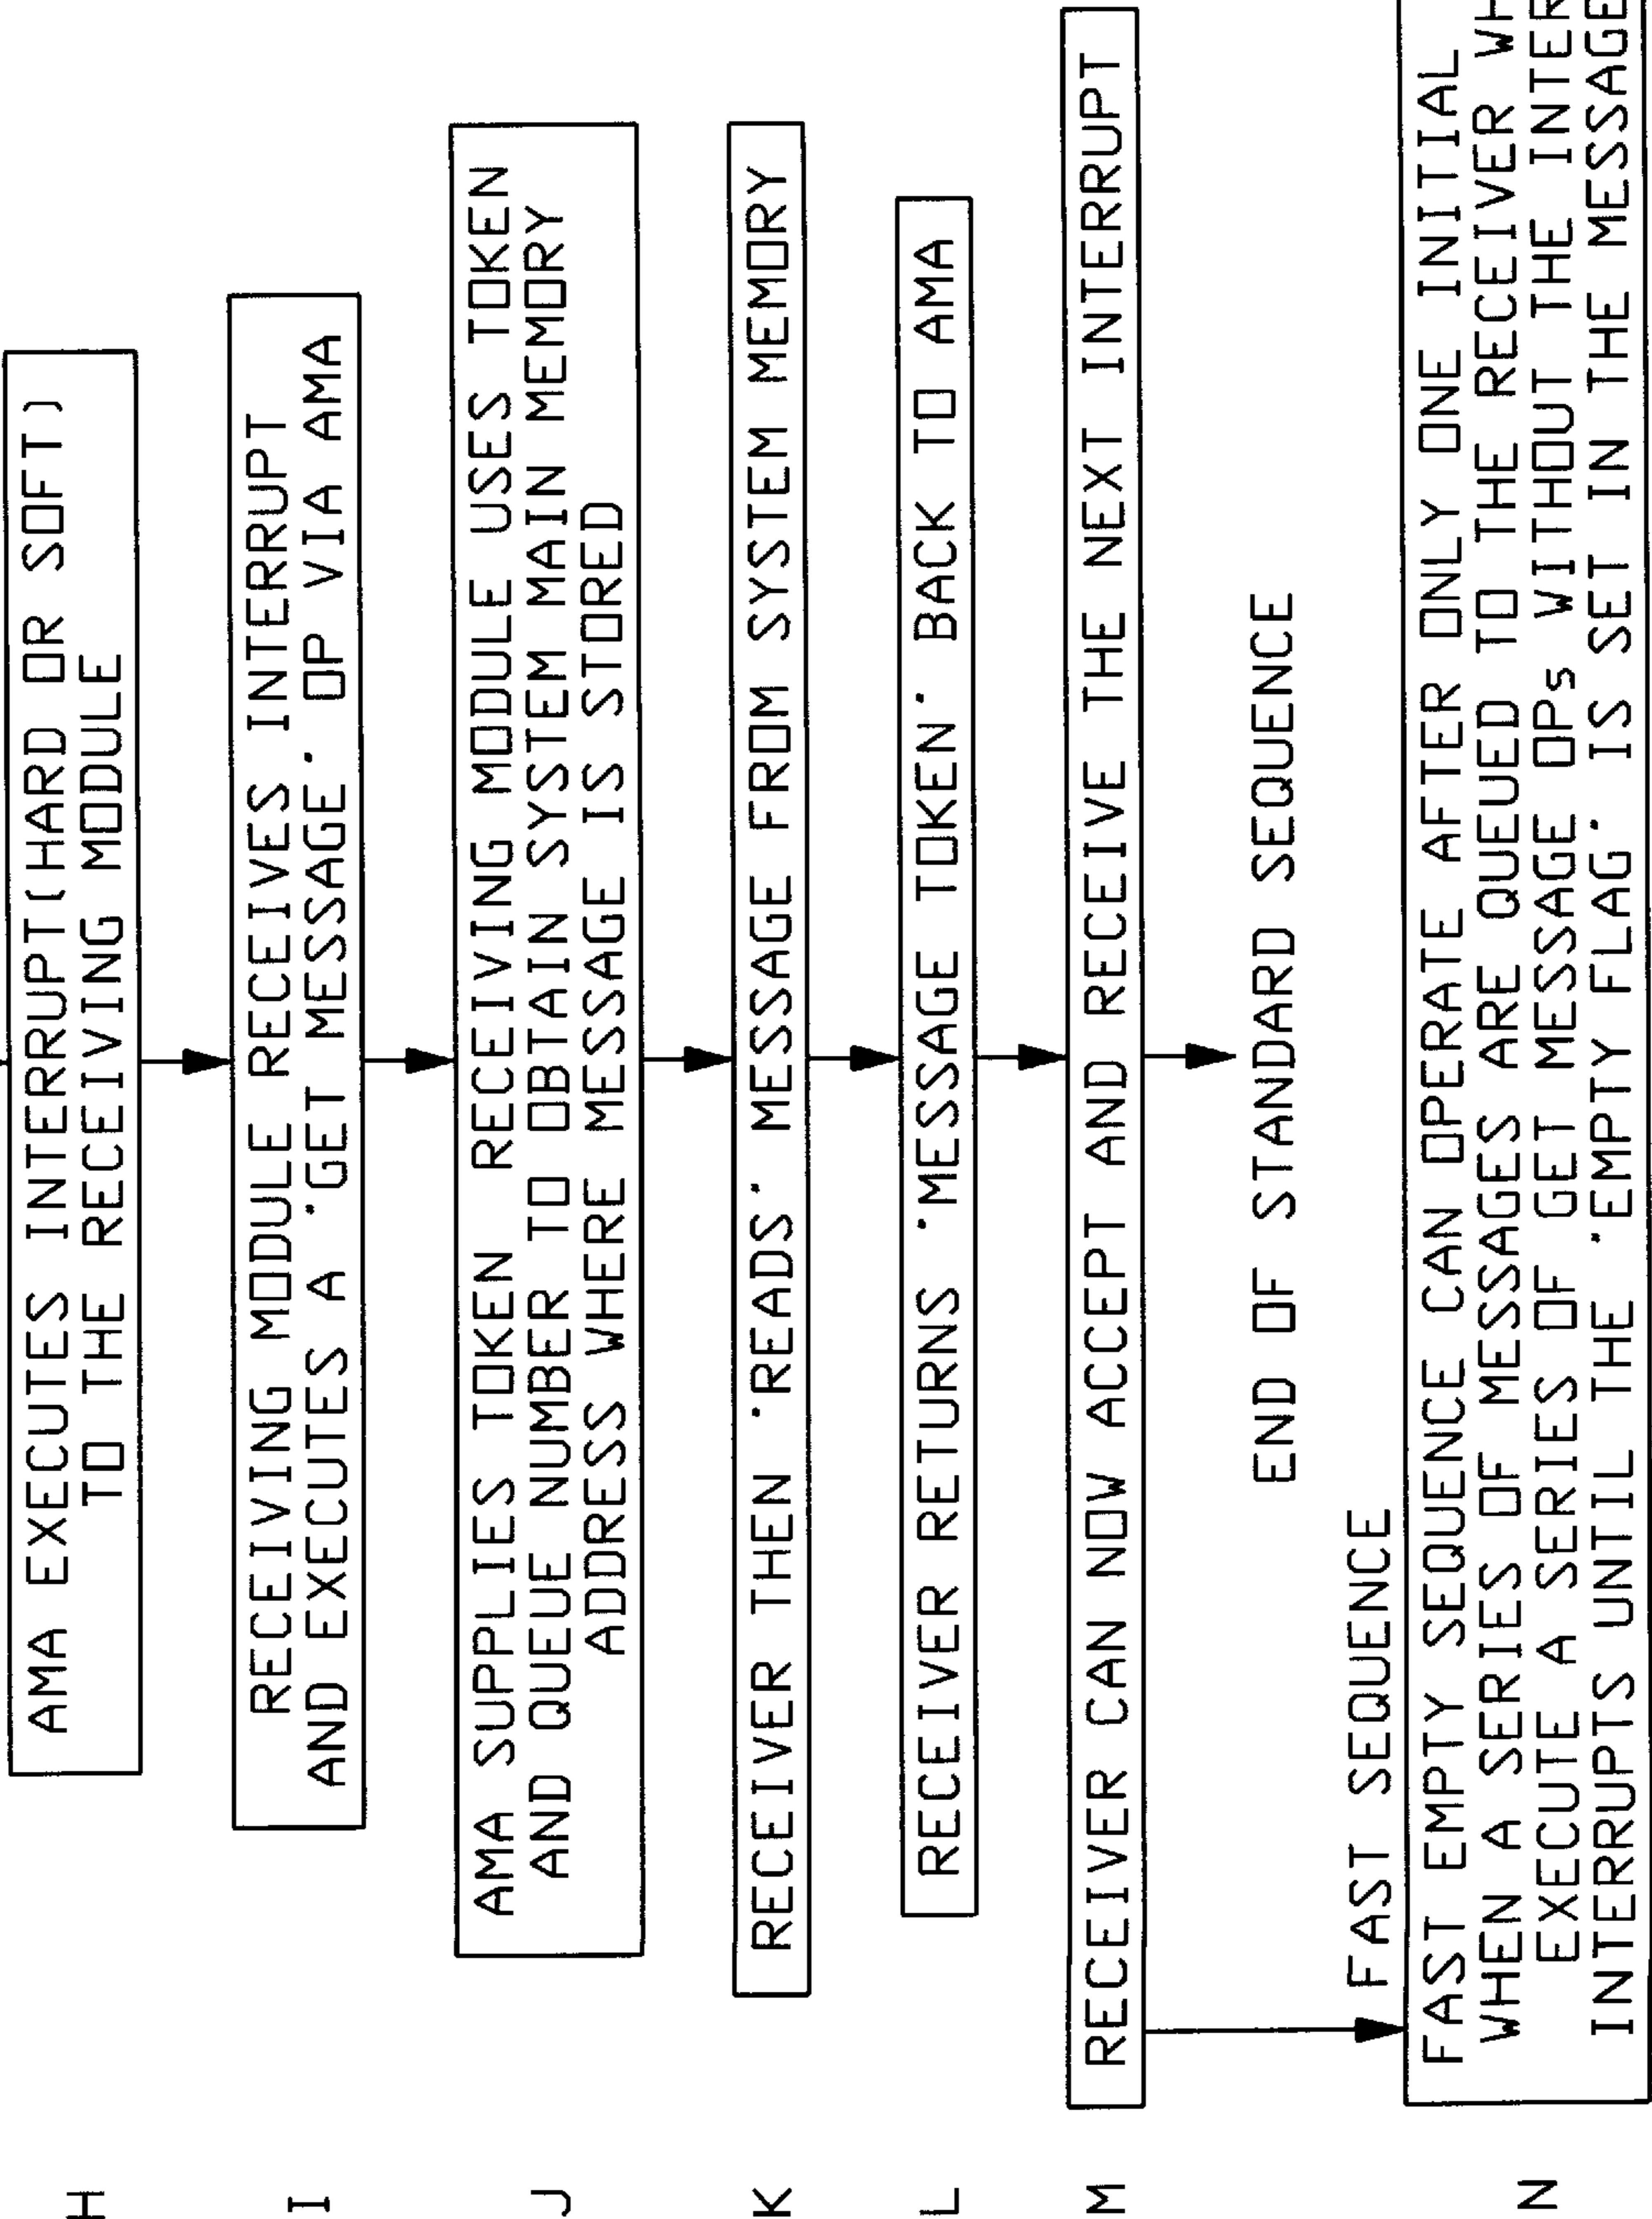 H
AMA EXECUTES INTERRUPT(HARD OR SOFT)
TO THE RECEIVING MODULE
I
RECEIVING MODULE RECEIVES INTERRUPT
AND EXECUTES A "GET MESSAGE" OP VIA AMA
J
AMA SUPPLIES TOKEN RECEIVING MODULE USES TOKEN
AND QUEUE NUMBER TO OBTAIN SYSTEM MAIN MEMORY
ADDRESS WHERE MESSAGE IS STORED
K
RECEIVER THEN "READS" MESSAGE FROM SYSTEM MEMORY
L
RECEIVER RETURNS "MESSAGE TOKEN" BACK TO AMA
M
RECEIVER CAN NOW ACCEPT AND RECEIVE THE NEXT INTERRUPT
END OF STANDARD SEQUENCE
FAST SEQUENCE
N
FAST EMPTY SEQUENCE CAN OPERATE AFTER ONLY ONE INITIAL
WHEN A SERIES OF MESSAGES ARE QUEUED TO THE RECEIVER
EXECUTE A SERIES OF GET MESSAGE OPs WITHOUT THE
INTERRUPTS UNTIL THE "EMPTY FLAG" IS SET IN THE MESSAGE